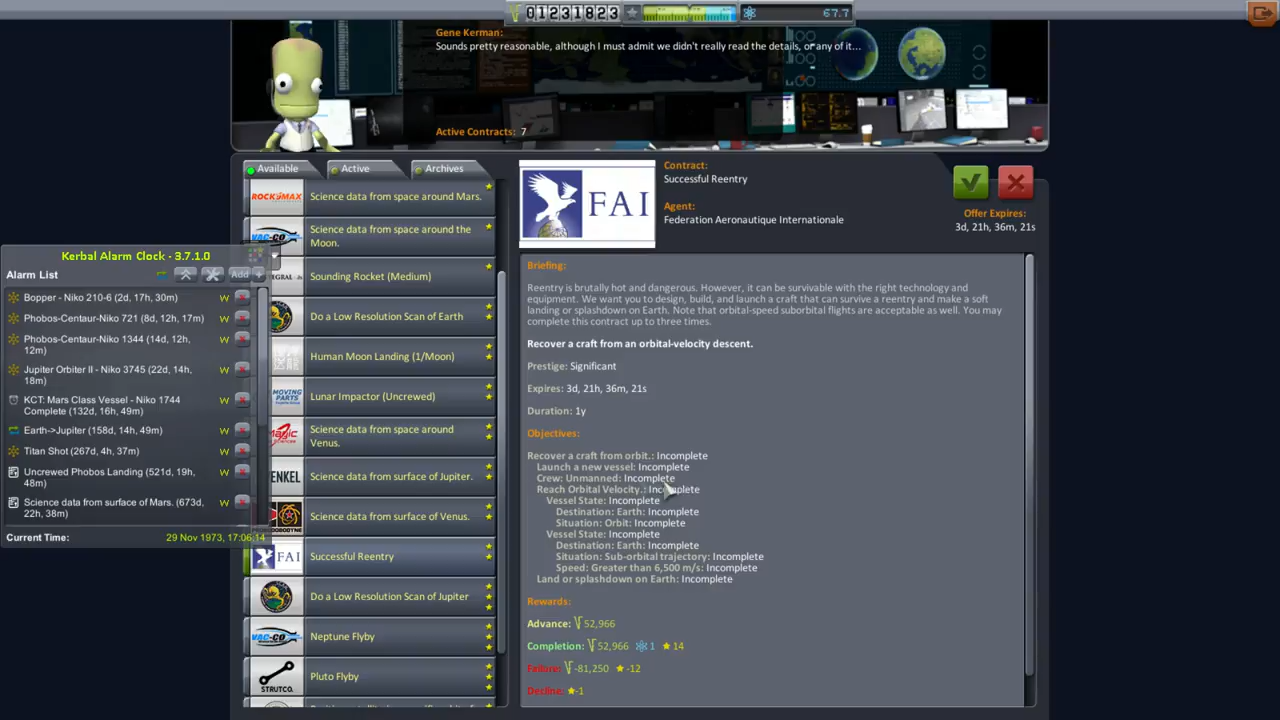 01231823
67.7
Gene Kerman:
Sounds pretty reasonable, although I must admit we didn't really read the details, or any of it...
Active Contracts: 7
Available
Active
Archives
ROCKOMAX
Science data from space around Mars.
VAC-CO
Science data from space around the
Moon.
Sounding Rocket (Medium)
Do a Low Resolution Scan of Earth
Human Moon Landing (1/Moon)
MOVING
PARTS
Lunar Impactor (Uncrewed)
Science data from space around
Venus.
Science data from surface of Jupiter.
Science data from surface of Venus.
FAI
Successful Reentry
Do a Low Resolution Scan of Jupiter
VAC-CO
Neptune Flyby
STRUTCO.
Pluto Flyby
Kerbal Alarm Clock - 3.7.1.0
Alarm List
Add
+
Bopper - Niko 210-6 (2d, 17h, 30m)
W
Phobos-Centaur-Niko 721 (8d, 12h, 17m)
W
Phobos-Centaur-Niko 1344 (14d, 12h,
12m)
W
Jupiter Orbiter II - Niko 3745 (22d, 14h,
18m)
W
KCT: Mars Class Vessel - Niko 1744
Complete (132d, 16h, 49m)
W
Earth->Jupiter (158d, 14h, 49m)
W
Titan Shot (267d, 4h, 37m)
W
Uncrewed Phobos Landing (521d, 19h,
48m)
W
Science data from surface of Mars. (673d,
22h, 38m)
W
Current Time:
29 Nov 1973, 17:06:14
FAI
Contract:
Successful Reentry
Agent:
Federation Aeronautique Internationale
Offer Expires:
3d, 21h, 36m, 21s
Briefing:
Reentry is brutally hot and dangerous. However, it can be survivable with the right technology and
equipment. We want you to design, build, and launch a craft that can survive a reentry and make a soft
landing or splashdown on Earth. Note that orbital-speed suborbital flights are acceptable as well. You may
complete this contract up to three times.
Recover a craft from an orbital-velocity descent.
Prestige: Significant
Expires: 3d, 21h, 36m, 21s
Duration: 1y
Objectives:
Recover a craft from orbit.: Incomplete
Launch a new vessel: Incomplete
Crew: Unmanned: Incomplete
Reach Orbital Velocity.: Incomplete
Vessel State: Incomplete
Destination: Earth: Incomplete
Situation: Orbit: Incomplete
Vessel State: Incomplete
Destination: Earth: Incomplete
Situation: Sub-orbital trajectory: Incomplete
Speed: Greater than 6,500 m/s: Incomplete
Land or splashdown on Earth: Incomplete
Rewards:
Advance: 52,966
Completion: 52,966 1 14
Failure: -81,250 -12
Decline: -1